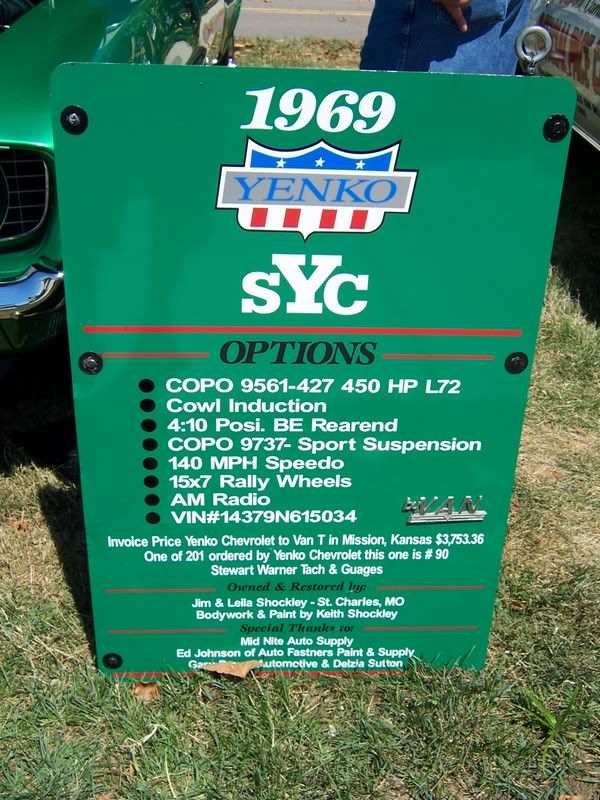 1969
YENKO
SYC
OPTIONS
COPO 9561-427 450 HP L72
Cowl Induction
4:10 Posi. BE Rearend
COPO 9737- Sport Suspension
140 MPH Speedo
15x7 Rally Wheels
AM Radio
VIN#14379N615034
by VAN
Invoice Price Yenko Chevrolet to Van T in Mission, Kansas $3,753.36
One of 201 ordered by Yenko Chevrolet this one is # 90
Stewart Warner Tach & Guages
Owned & Restored by:
Jim & Leila Shockley - St. Charles, MO
Bodywork & Paint by Keith Shockley
Special Thanks to:
Mid Nite Auto Supply
Ed Johnson of Auto Fastners Paint & Supply
Gary Automotive & Delzia Sutton